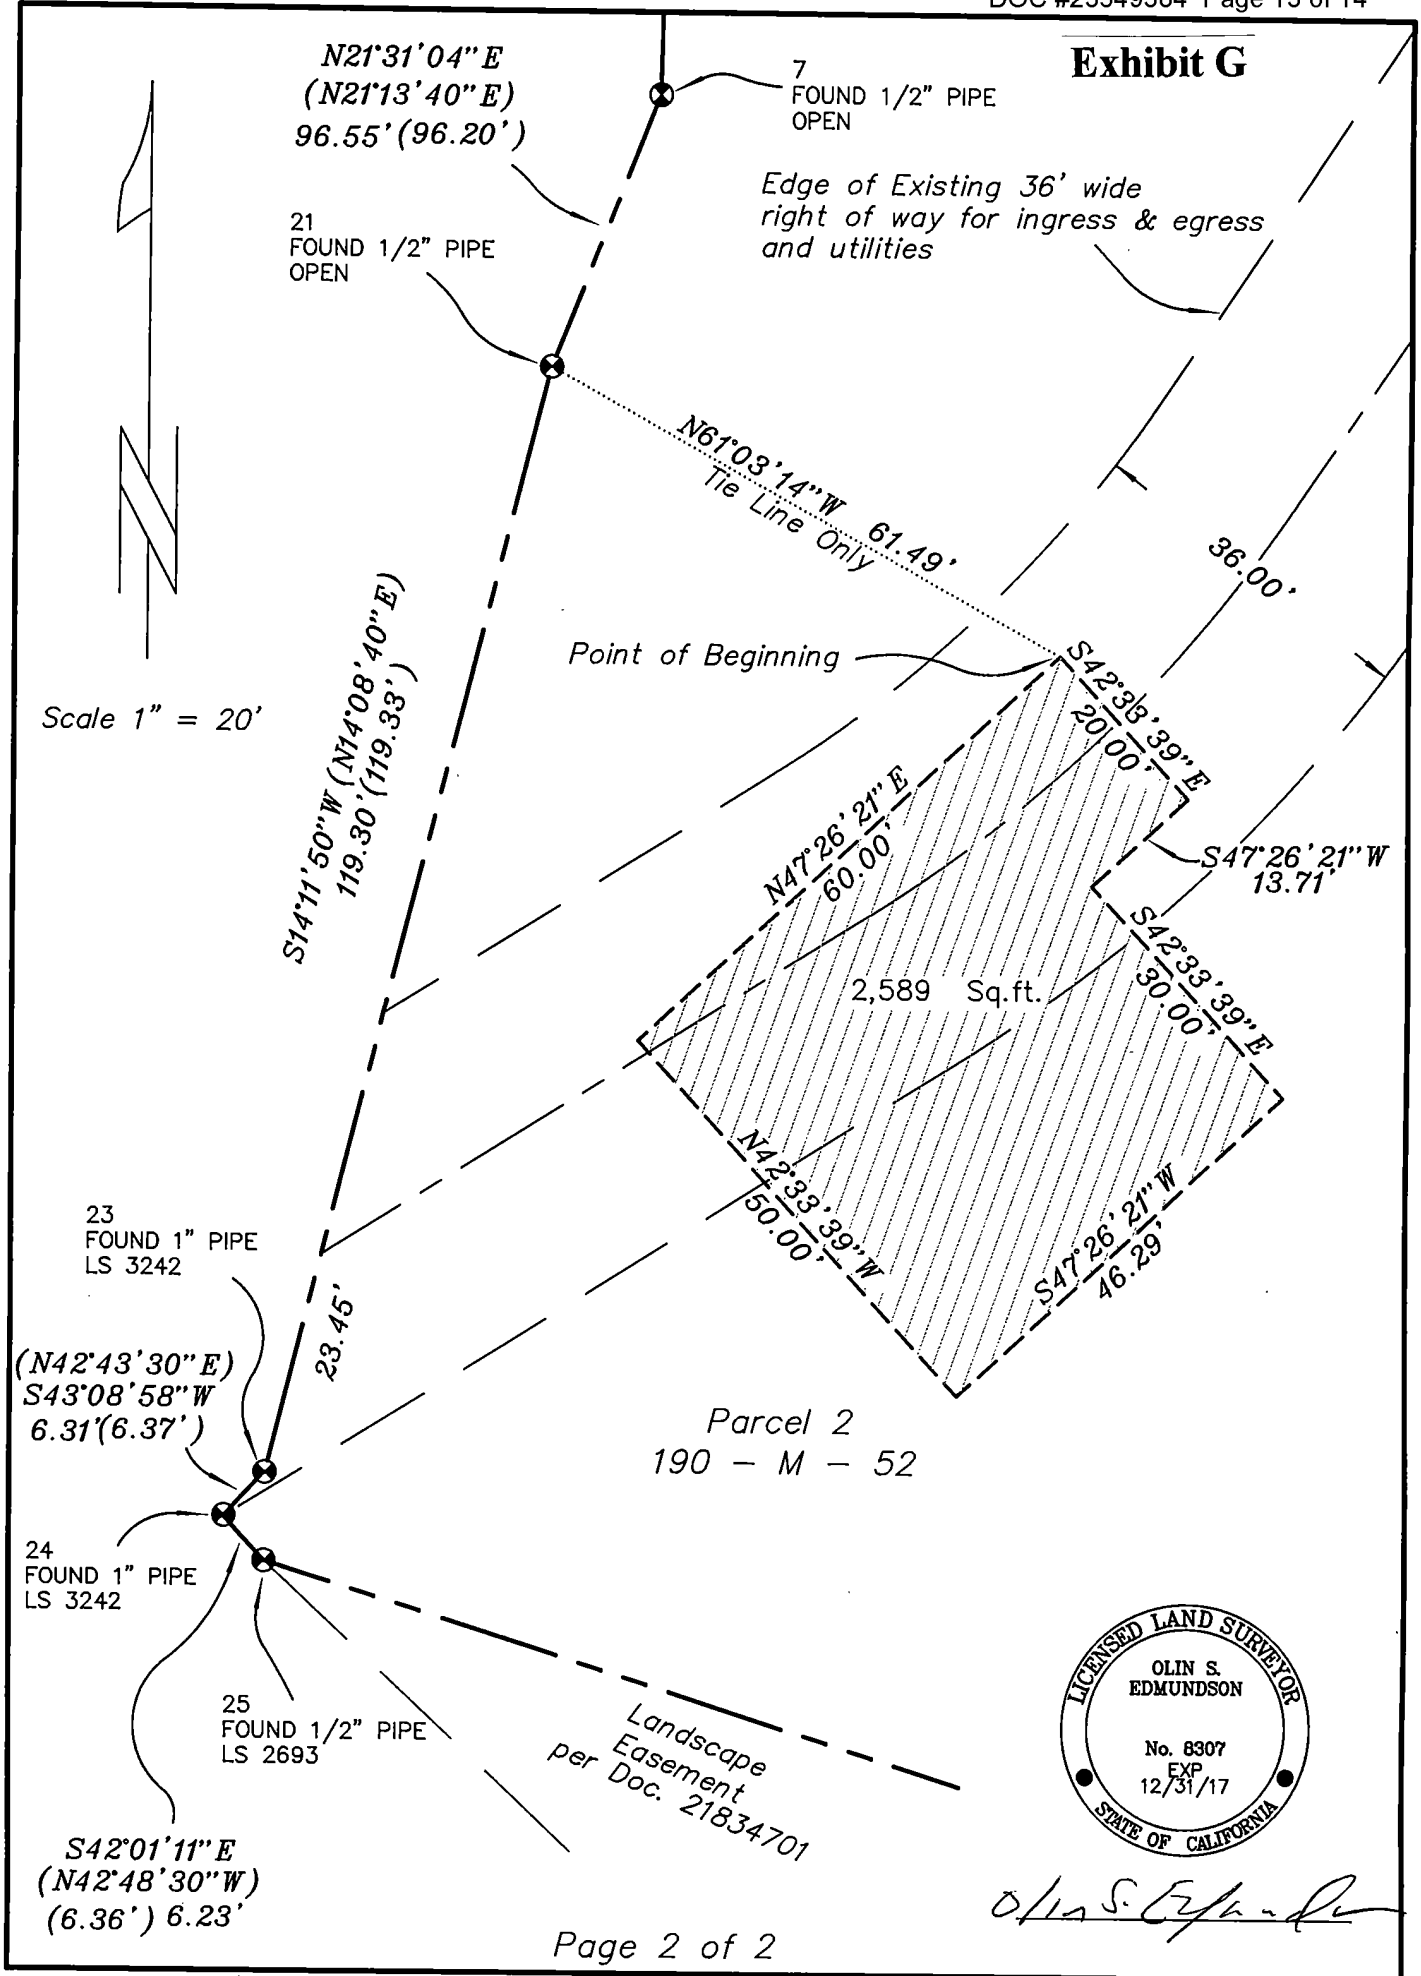 DOC #23549584 Page 13 of 14
Exhibit G
N21°31'04"E
(N21°13'40"E)
96.55'(96.20')
7
FOUND 1/2" PIPE
OPEN
Edge of Existing 36' wide
right of way for ingress & egress
and utilities
21
FOUND 1/2" PIPE
OPEN
N61°03'14"W 61.49'
Tie Line Only
36.00'
Point of Beginning
S42°33'39"E
20.00'
Scale 1" = 20'
S14°11'50"W (N14°08'40"E)
119.30'(119.33')
N47°26'21"E
60.00'
S47°26'21"W
13.71'
S42°33'39"E
30.00'
2,589 Sq.ft.
N42°33'39"W
50.00'
S47°26'21"W
46.29'
23
FOUND 1" PIPE
LS 3242
23.45'
(N42°43'30"E)
S43°08'58"W
6.31'(6.37')
Parcel 2
190 - M - 52
24
FOUND 1" PIPE
LS 3242
25
FOUND 1/2" PIPE
LS 2693
Landscape
Easement
per Doc. 21834701
S42°01'11"E
(N42°48'30"W)
(6.36') 6.23'
LICENSED LAND SURVEYOR
OLIN S.
EDMUNDSON
No. 8307
EXP
12/31/17
STATE OF CALIFORNIA
Olin S.
Page 2 of 2